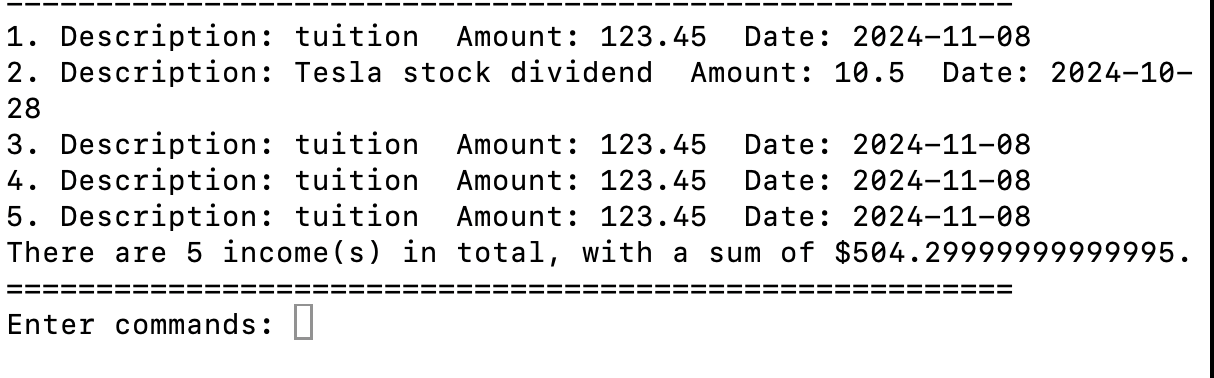 ========================================================
1. Description: tuition  Amount: 123.45  Date: 2024-11-08
2. Description: Tesla stock dividend  Amount: 10.5  Date: 2024-10-
28
3. Description: tuition  Amount: 123.45  Date: 2024-11-08
4. Description: tuition  Amount: 123.45  Date: 2024-11-08
5. Description: tuition  Amount: 123.45  Date: 2024-11-08
There are 5 income(s) in total, with a sum of $504.29999999999995.
========================================================
Enter commands: